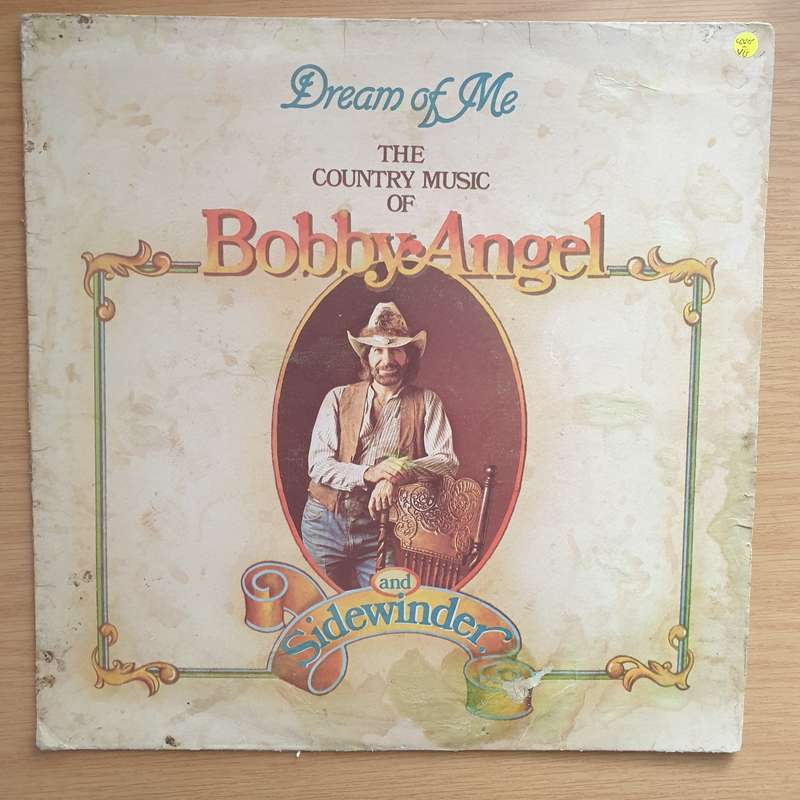 Dream of Me
THE
COUNTRY MUSIC
OF
Bobby Angel
and
Sidewinder